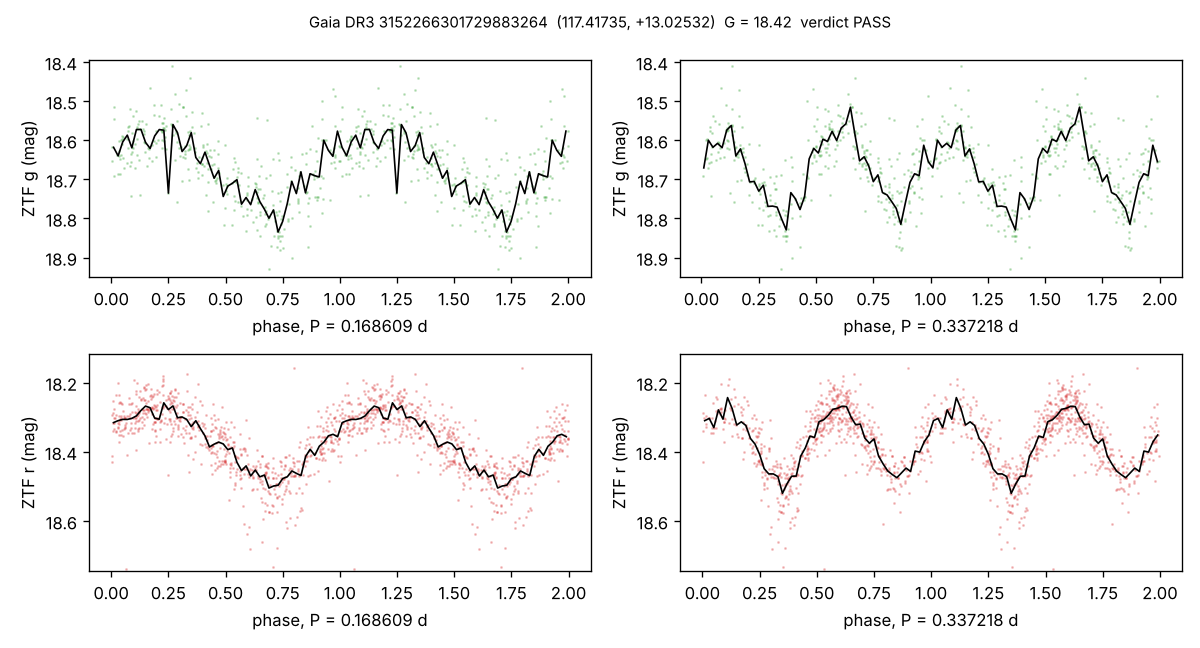 Gaia DR3 3152266301729883264 (117.41735, +13.02532) G = 18.42 verdict PASS
ZTF g (mag)
18.4
18.5
18.6
18.7
18.8
18.9
0.00 0.25 0.50 0.75 1.00 1.25 1.50 1.75 2.00
phase, P = 0.168609 d
ZTF g (mag)
18.4
18.5
18.6
18.7
18.8
18.9
0.00 0.25 0.50 0.75 1.00 1.25 1.50 1.75 2.00
phase, P = 0.337218 d
ZTF r (mag)
18.2
18.4
18.6
0.00 0.25 0.50 0.75 1.00 1.25 1.50 1.75 2.00
phase, P = 0.168609 d
ZTF r (mag)
18.2
18.4
18.6
0.00 0.25 0.50 0.75 1.00 1.25 1.50 1.75 2.00
phase, P = 0.337218 d